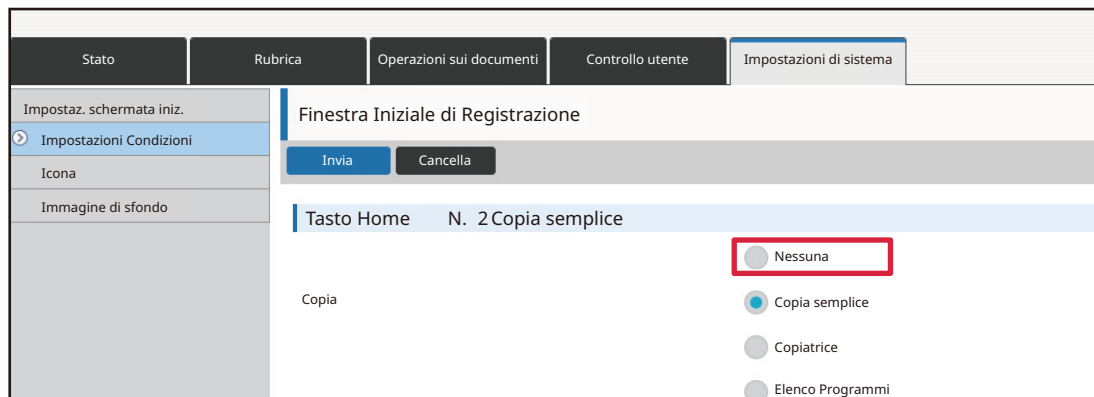 Stato Rubrica Operazioni sui documenti Controllo utente Impostazioni di sistema
Impostaz. schermata iniz.
Impostazioni Condizioni
Icona
Immagine di sfondo
Finestra Iniziale di Registrazione
Invia Cancella
Tasto Home N. 2 Copia semplice
Nessuna
Copia
Copia semplice
Copiatrice
Elenco Programmi